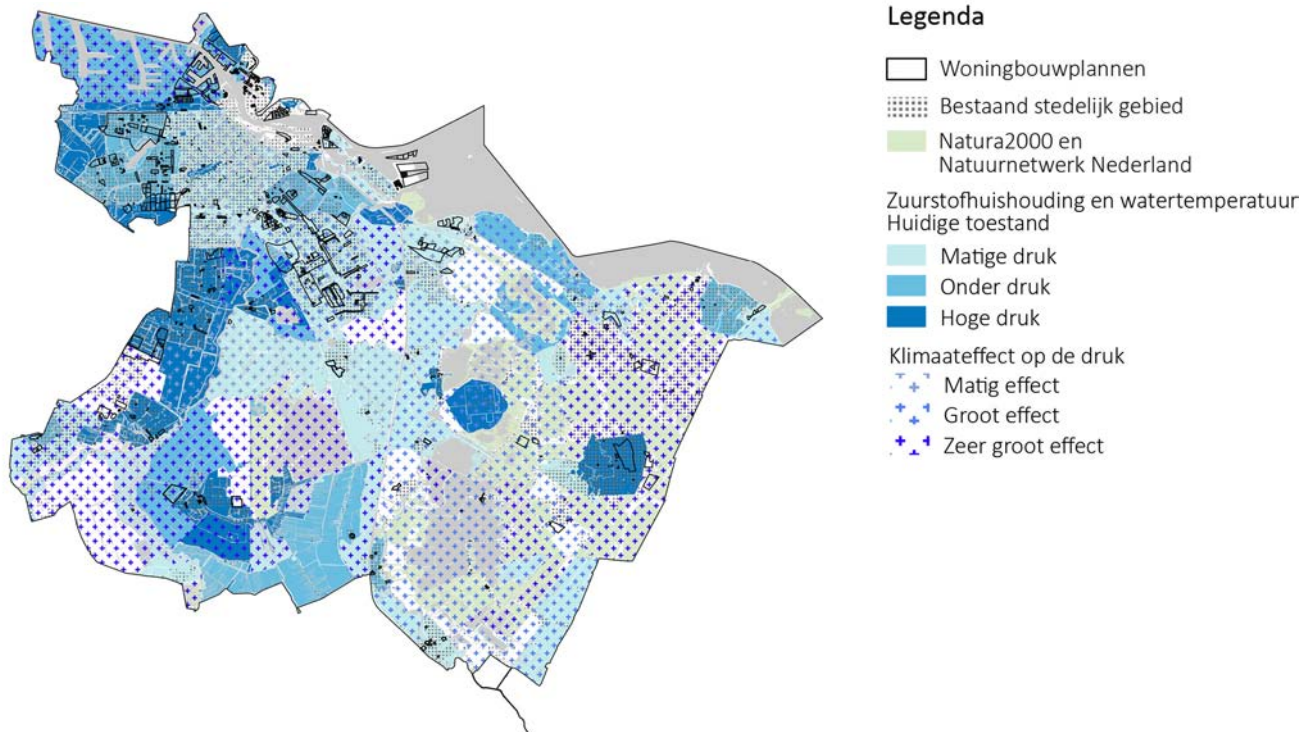 Legenda
Woningbouwplannen
Bestaand stedelijk gebied
Natura2000 en
Natuurnetwerk Nederland
Zuurstofhuishouding en watertemperatuur
Huidige toestand
Matige druk
Onder druk
Hoge druk
Klimaateffect op de druk
Matig effect
Groot effect
Zeer groot effect